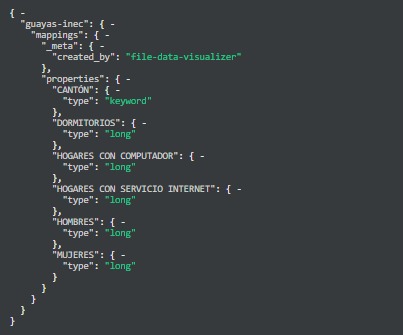 { -
"guayas-inec": { -
"mappings": { -
"_meta": { -
"created_by": "file-data-visualizer"
},
"properties": { -
"CANTÓN": { -
"type": "keyword"
},
"DORMITORIOS": { -
"type": "long"
},
"HOGARES CON COMPUTADOR": { -
"type": "long"
},
"HOGARES CON SERVICIO INTERNET": { -
"type": "long"
},
"HOMBRES": { -
"type": "long"
},
"MUJERES": { -
"type": "long"
}
}
}
}
}